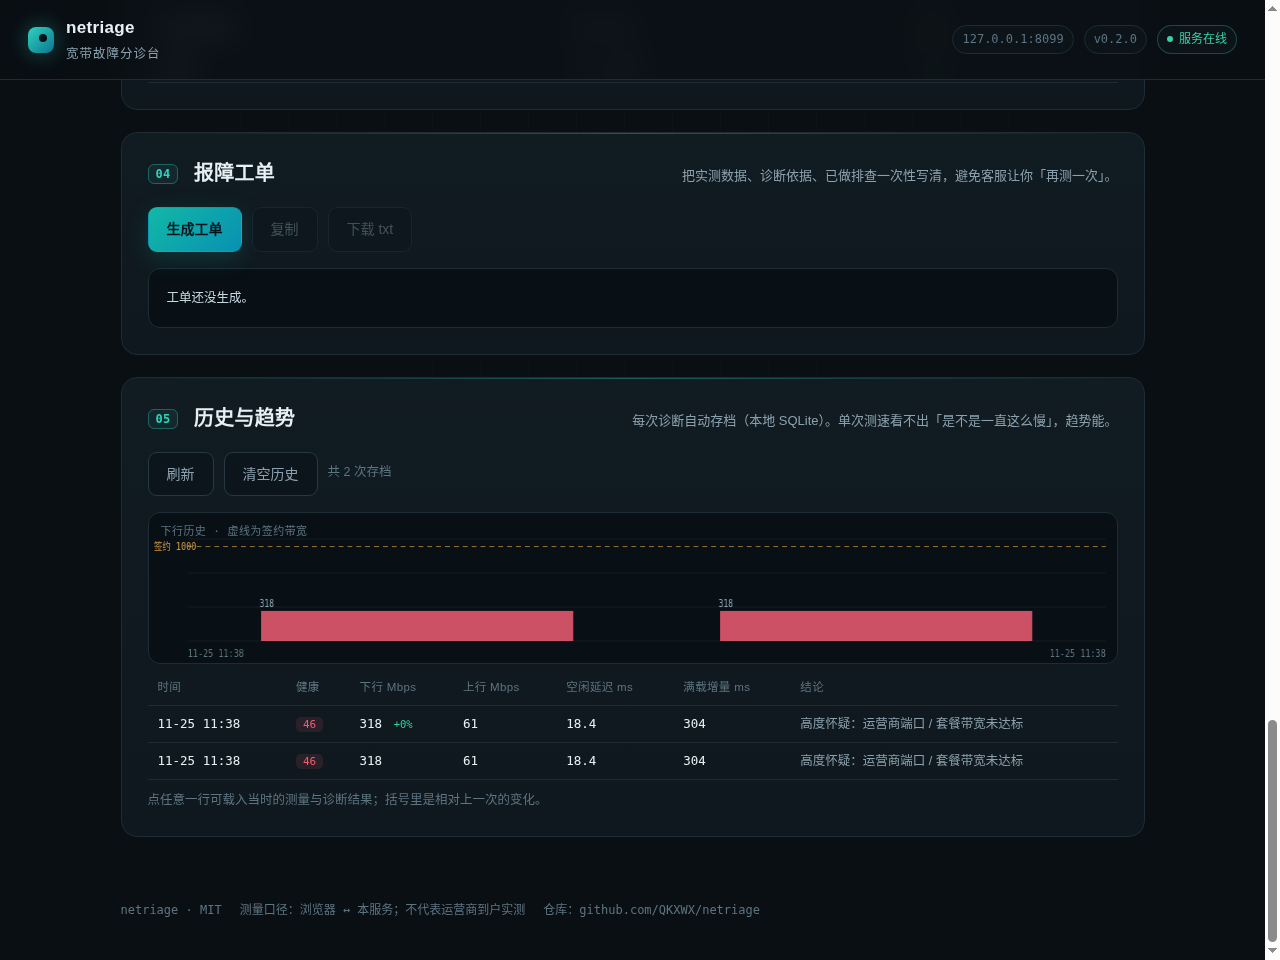 netriage
宽带故障分诊台
127.0.0.1:8099
v0.2.0
服务在线
04 报障工单
把实测数据、诊断依据、已做排查一次性写清，避免客服让你「再测一次」。
生成工单 复制 下载 txt
工单还没生成。
05 历史与趋势
每次诊断自动存档（本地 SQLite）。单次测速看不出「是不是一直这么慢」，趋势能。
刷新 清空历史 共 2 次存档
下行历史 · 虚线为签约带宽
签约 1000
318 318
11-25 11:38 11-25 11:38
时间 健康 下行 Mbps 上行 Mbps 空闲延迟 ms 满载增量 ms 结论
11-25 11:38 46 318 +0% 61 18.4 304 高度怀疑：运营商端口 / 套餐带宽未达标
11-25 11:38 46 318 61 18.4 304 高度怀疑：运营商端口 / 套餐带宽未达标
点任意一行可载入当时的测量与诊断结果；括号里是相对上一次的变化。
netriage · MIT 测量口径：浏览器 ↔ 本服务；不代表运营商到户实测 仓库：github.com/QKXWX/netriage